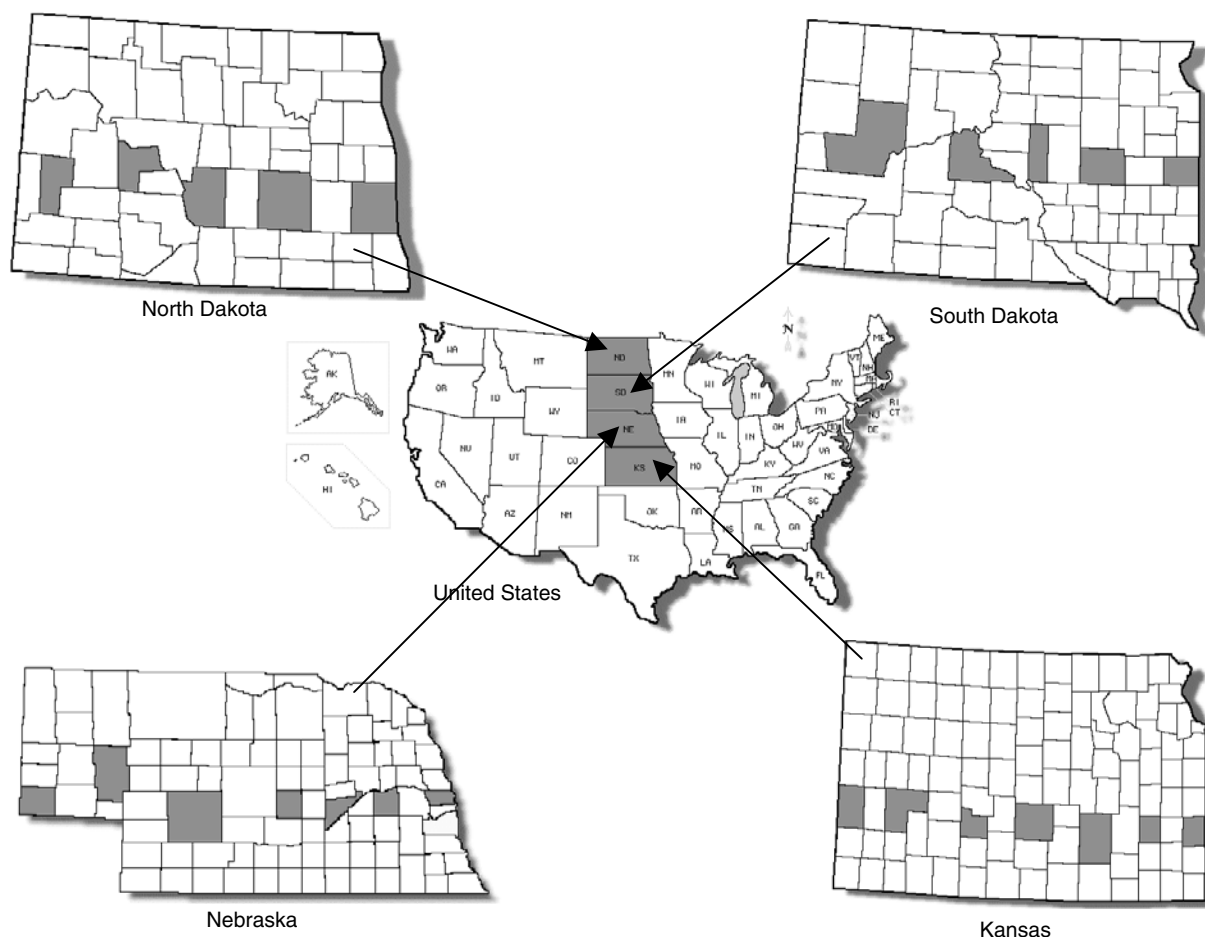 North Dakota
South Dakota
N
WA
MT
ND
MN
ME
VT
NH
AK
OR
ID
SD
WI
MI
NY
WY
RI
CT
IA
PA
NJ
NE
DE
NV
UT
CO
IL
IN
OH
WV
VA
HI
CA
KS
MO
KY
NC
TN
AZ
NM
OK
AR
SC
MS
AL
GA
TX
LA
FL
United States
Nebraska
Kansas